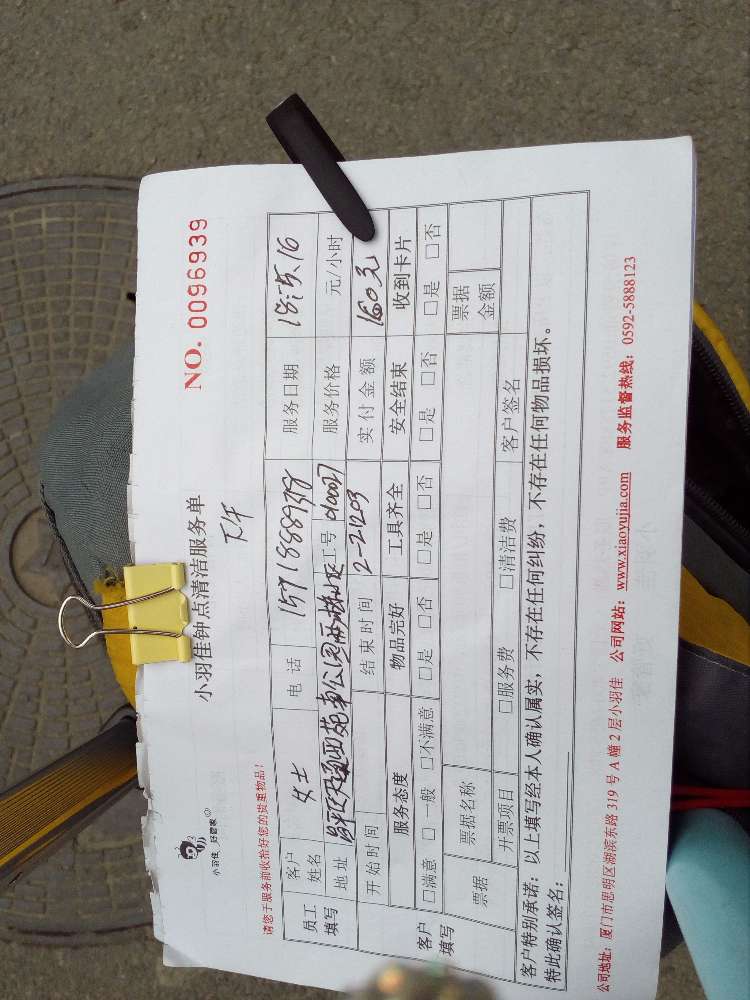 小羽佳 好管家
小羽佳钟点清洁服务单
NO. 0096939
下午
请您于服务前收拾好您的贵重物品!
员工填写 客户姓名 女士 电话 15718889378 服务日期 18.5.16
地址 工号 010027 服务价格 元/小时
开始时间 结束时间 2-21203 实付金额 160元
客户填写 服务态度 物品完好 工具齐全 安全结束 收到卡片
□满意 □一般 □不满意 □是 □否 □是 □否 □是 □否 □是 □否
票据 票据名称 票据金额
开票项目 □服务费 □清洁费 客户签名
客户特别承诺:以上填写经本人确认属实,不存在任何纠纷,不存在任何物品损坏。
特此确认签名:
公司地址:厦门市思明区湖滨东路 319 号 A 幢 2 层小羽佳 公司网站:www.xiaoyujia.com 服务监督热线:0592-5888123